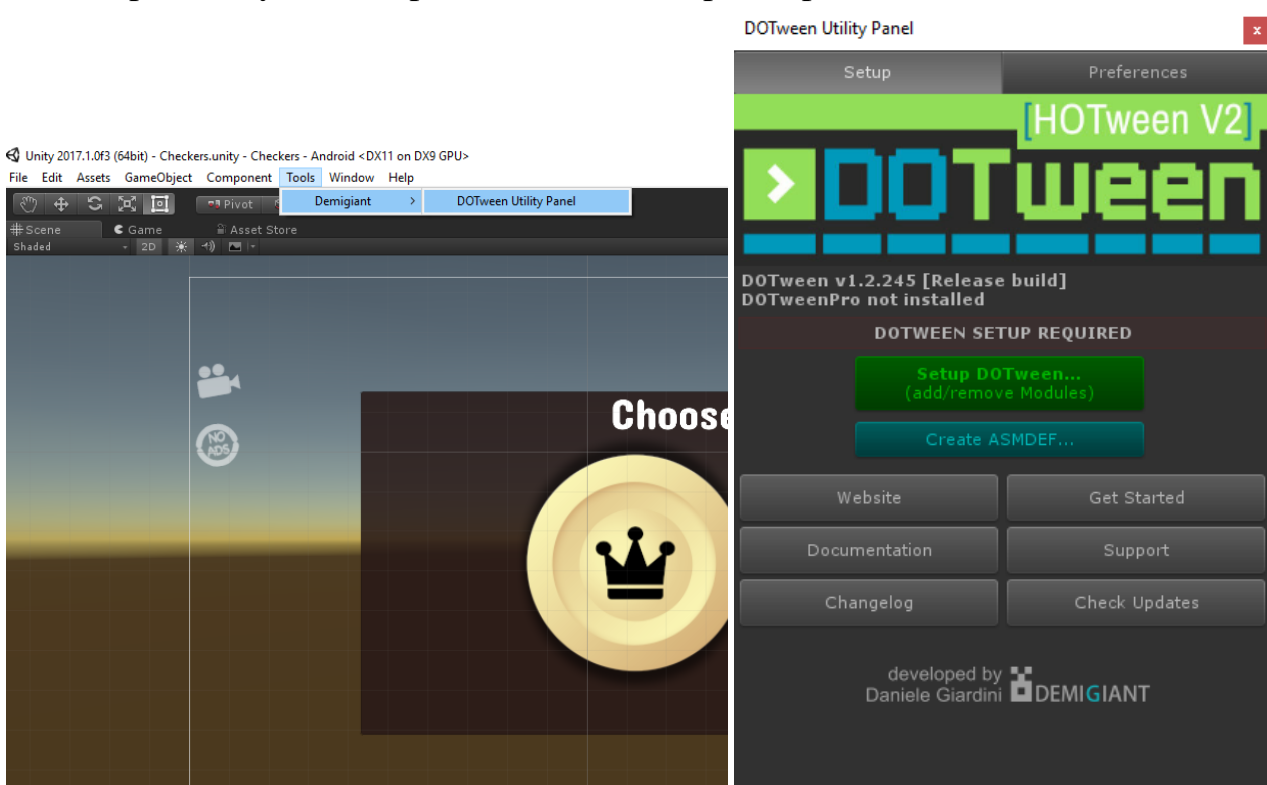 DOTween Utility Panel
x
Setup Preferences
[HOTween V2]
DOTween
Unity 2017.1.0f3 (64bit) - Checkers.unity - Checkers - Android <DX11 on DX9 GPU>
File Edit Assets GameObject Component Tools Window Help
Pivot Demigiant > DOTween Utility Panel
Scene Game Asset Store
Shaded 2D
NO
ADS
Choose
DOTween v1.2.245 [Release build]
DOTweenPro not installed
DOTWEEN SETUP REQUIRED
Setup DOTween...
(add/remove Modules)
Create ASMDEF...
Website Get Started
Documentation Support
Changelog Check Updates
developed by
Daniele Giardini DEMIGIANT